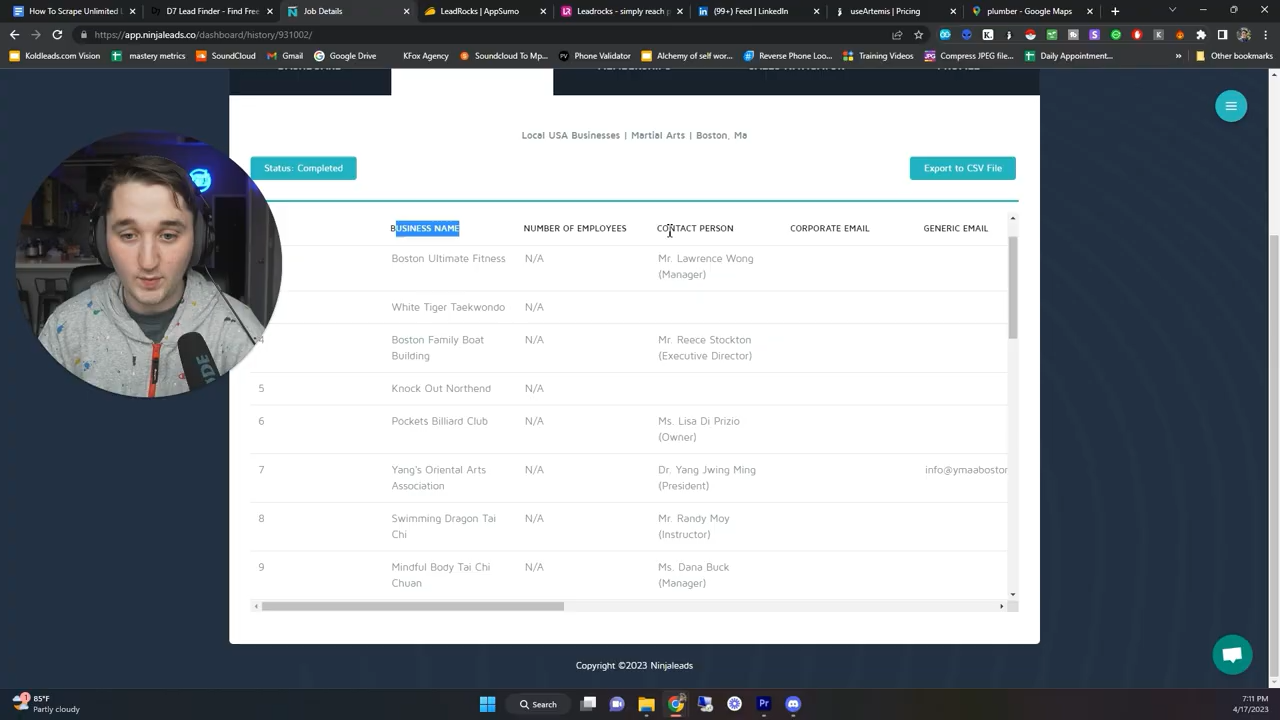 How To Scrape Unlimited L
D7 Lead Finder - Find Free
Job Details
LeadRocks | AppSumo
Leadrocks - simply reach p
(99+) Feed | LinkedIn
useArtemis | Pricing
plumber - Google Maps
https://app.ninjaleads.co/dashboard/history/931002/
Koldleads.com Vision
mastery metrics
SoundCloud
Gmail
Google Drive
KFox Agency
Soundcloud To Mp...
Phone Validator
Alchemy of self wor...
Reverse Phone Loo...
Training Videos
Compress JPEG file...
Daily Appointment...
Other bookmarks
Local USA Businesses | Martial Arts | Boston, Ma
Status: Completed
Export to CSV File
BUSINESS NAME NUMBER OF EMPLOYEES CONTACT PERSON CORPORATE EMAIL GENERIC EMAIL
Boston Ultimate Fitness N/A Mr. Lawrence Wong
(Manager)
White Tiger Taekwondo N/A
4 Boston Family Boat N/A Mr. Reece Stockton
Building (Executive Director)
5 Knock Out Northend N/A
6 Pockets Billiard Club N/A Ms. Lisa Di Prizio
(Owner)
7 Yang's Oriental Arts N/A Dr. Yang Jwing Ming info@ymaaboston
Association (President)
8 Swimming Dragon Tai N/A Mr. Randy Moy
Chi (Instructor)
9 Mindful Body Tai Chi N/A Ms. Dana Buck
Chuan (Manager)
Copyright ©2023 Ninjaleads
1
85°F
Partly cloudy
Search
7:11 PM
4/17/2023